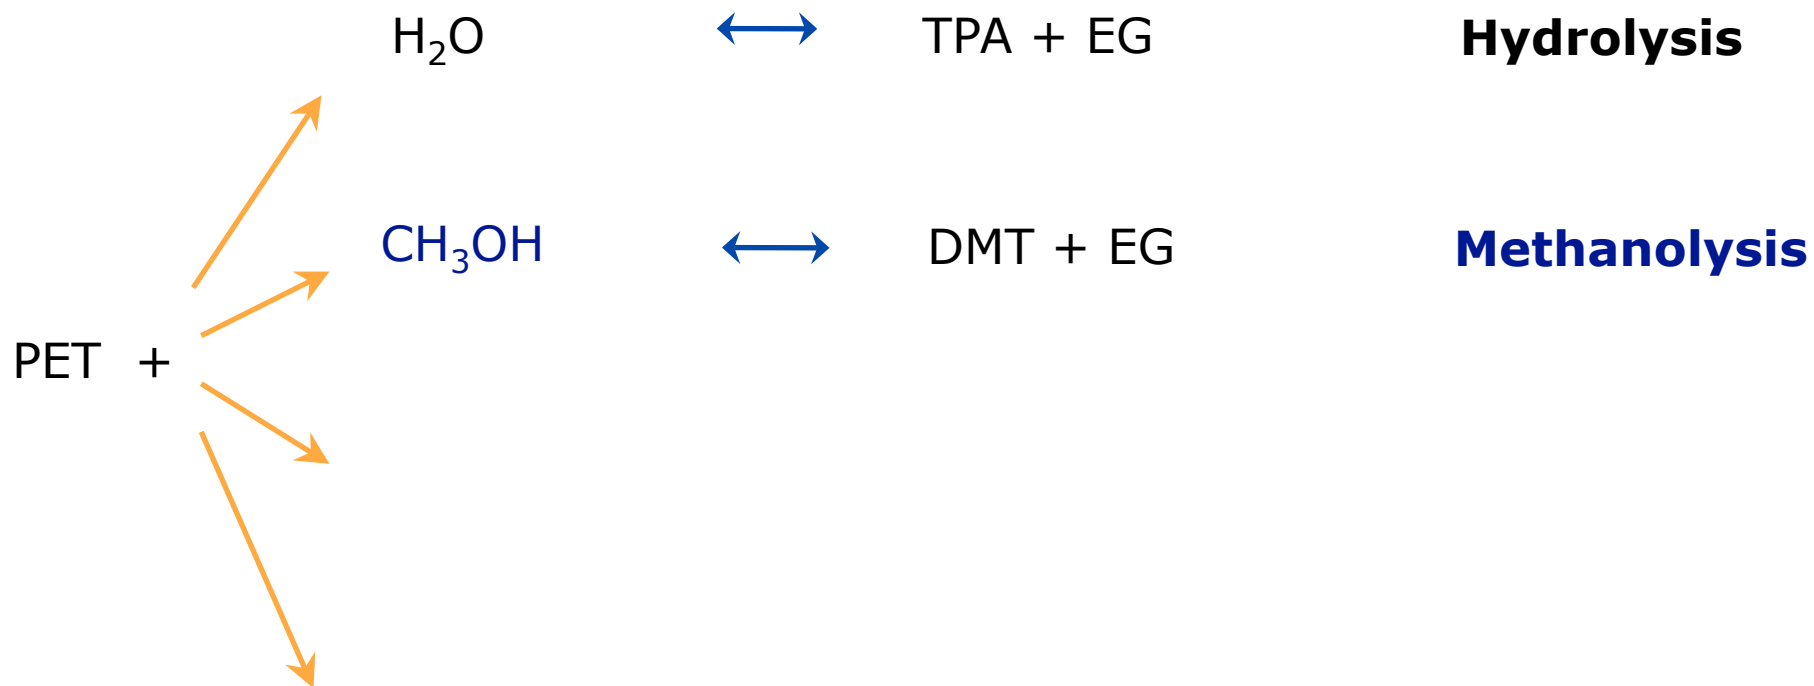 H₂O TPA + EG Hydrolysis
CH₃OH DMT + EG Methanolysis
PET +